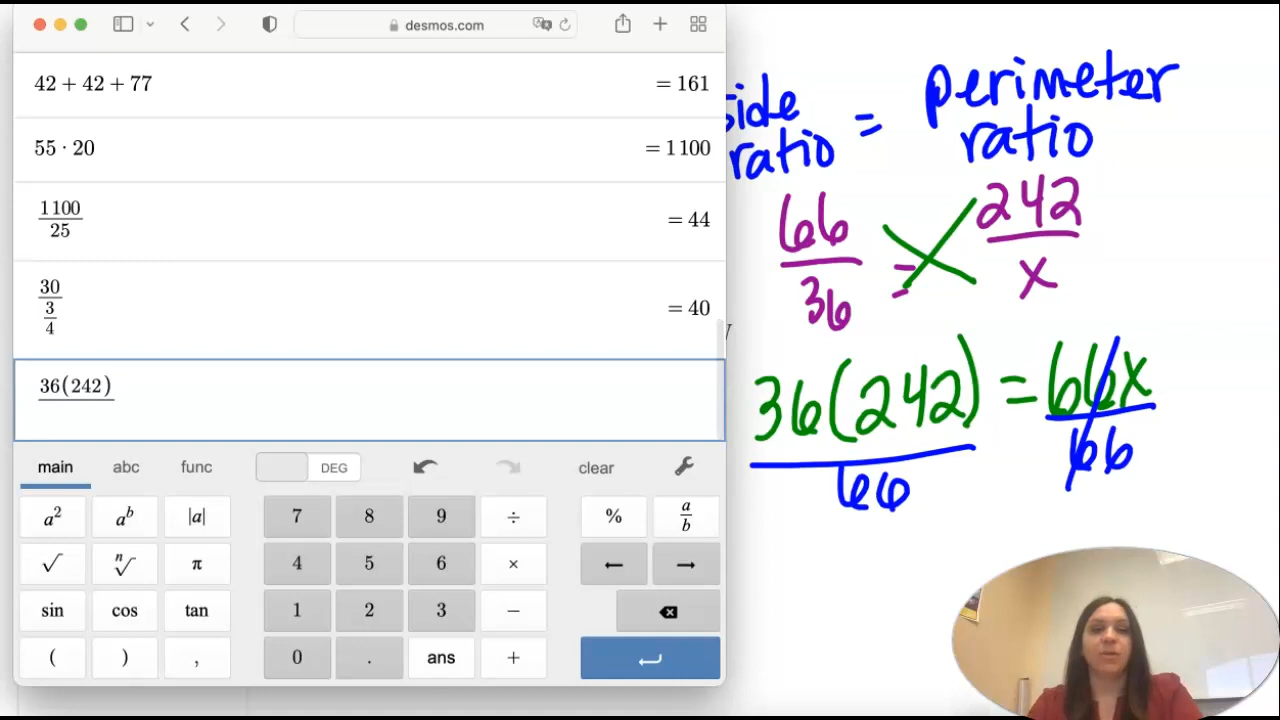 desmos.com
42 + 42 + 77 = 161
55 · 20 = 1100
1100
25
= 44
30
3
4
= 40
36(242)
main abc func DEG clear
a² aᵇ |a| 7 8 9 ÷ % a/b
√ ⁿ√ π 4 5 6 × ← →
sin cos tan 1 2 3 −
( ) , 0 . ans +
side = perimeter
ratio ratio
66 = 242
36 x
36(242) = 66x
66 66